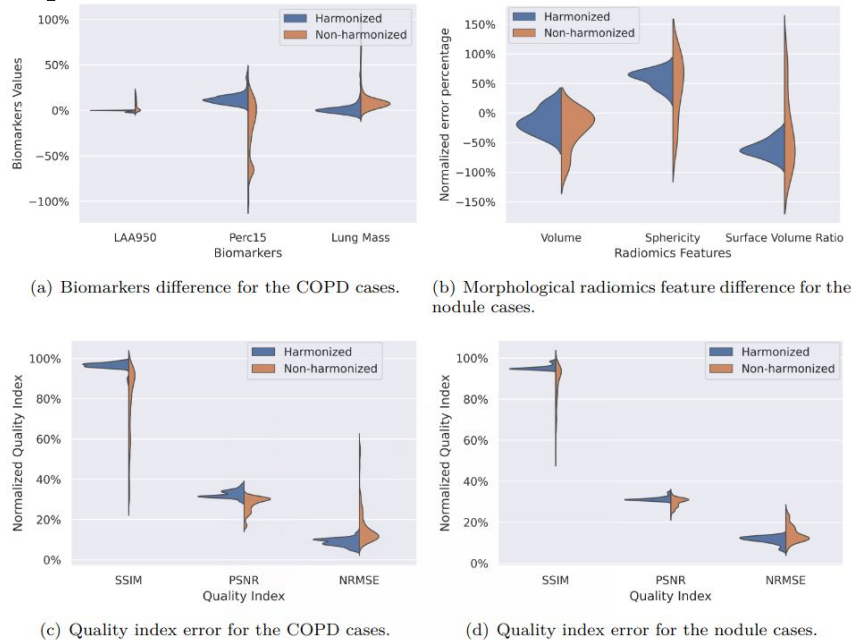 Harmonized
Non-harmonized
100%
50%
0%
−50%
−100%
Biomarkers Values
LAA950
Perc15
Lung Mass
Biomarkers
(a) Biomarkers difference for the COPD cases.
Harmonized
Non-harmonized
150%
100%
50%
0%
−50%
−100%
−150%
Normalized error percentage
Volume
Sphericity
Surface Volume Ratio
Radiomics Features
(b) Morphological radiomics feature difference for the
nodule cases.
Harmonized
Non-harmonized
100%
80%
60%
40%
20%
0%
Normalized Quality Index
SSIM
PSNR
NRMSE
Quality Index
(c) Quality index error for the COPD cases.
Harmonized
Non-harmonized
100%
80%
60%
40%
20%
0%
Normalized Quality Index
SSIM
PSNR
NRMSE
Quality Index
(d) Quality index error for the nodule cases.